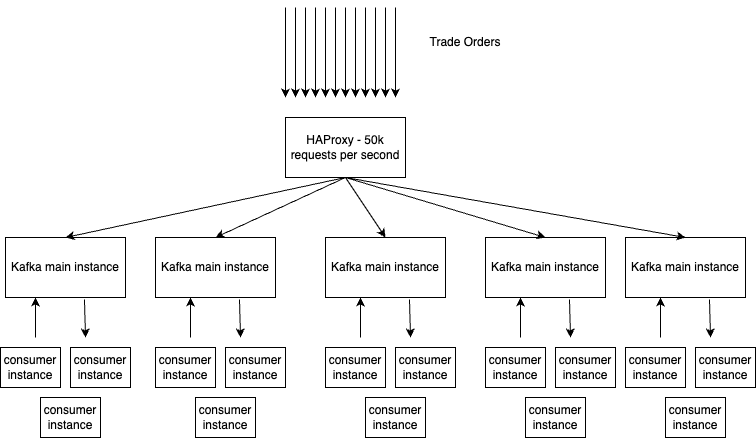 Trade Orders
HAProxy - 50k
requests per second
Kafka main instance
Kafka main instance
Kafka main instance
Kafka main instance
Kafka main instance
consumer
instance
consumer
instance
consumer
instance
consumer
instance
consumer
instance
consumer
instance
consumer
instance
consumer
instance
consumer
instance
consumer
instance
consumer
instance
consumer
instance
consumer
instance
consumer
instance
consumer
instance